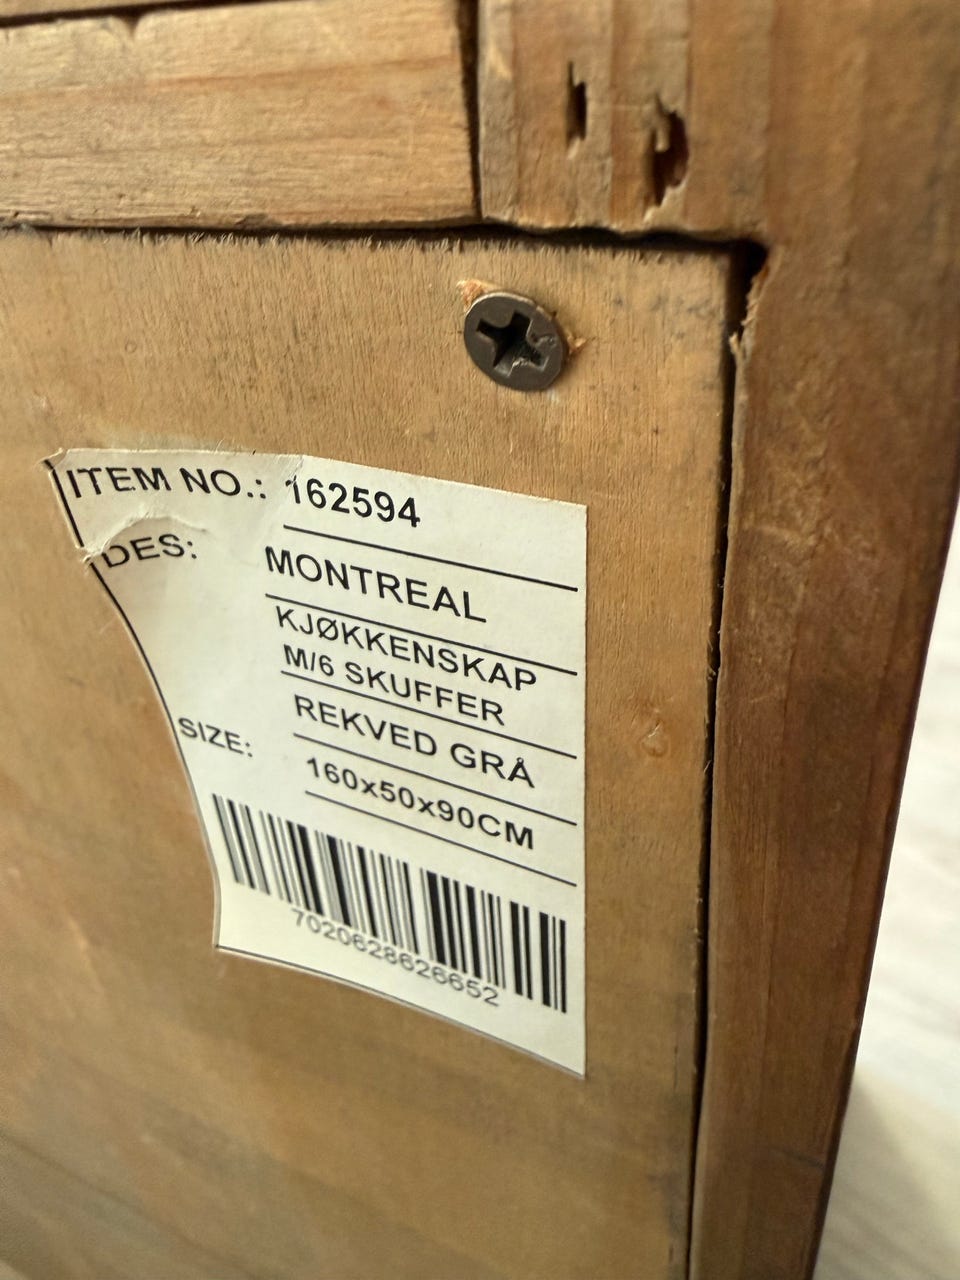 ITEM NO.: 162594
DES: MONTREAL
KJØKKENSKAP
M/6 SKUFFER
REKVED GRÅ
SIZE: 160x50x90CM
7020628626652